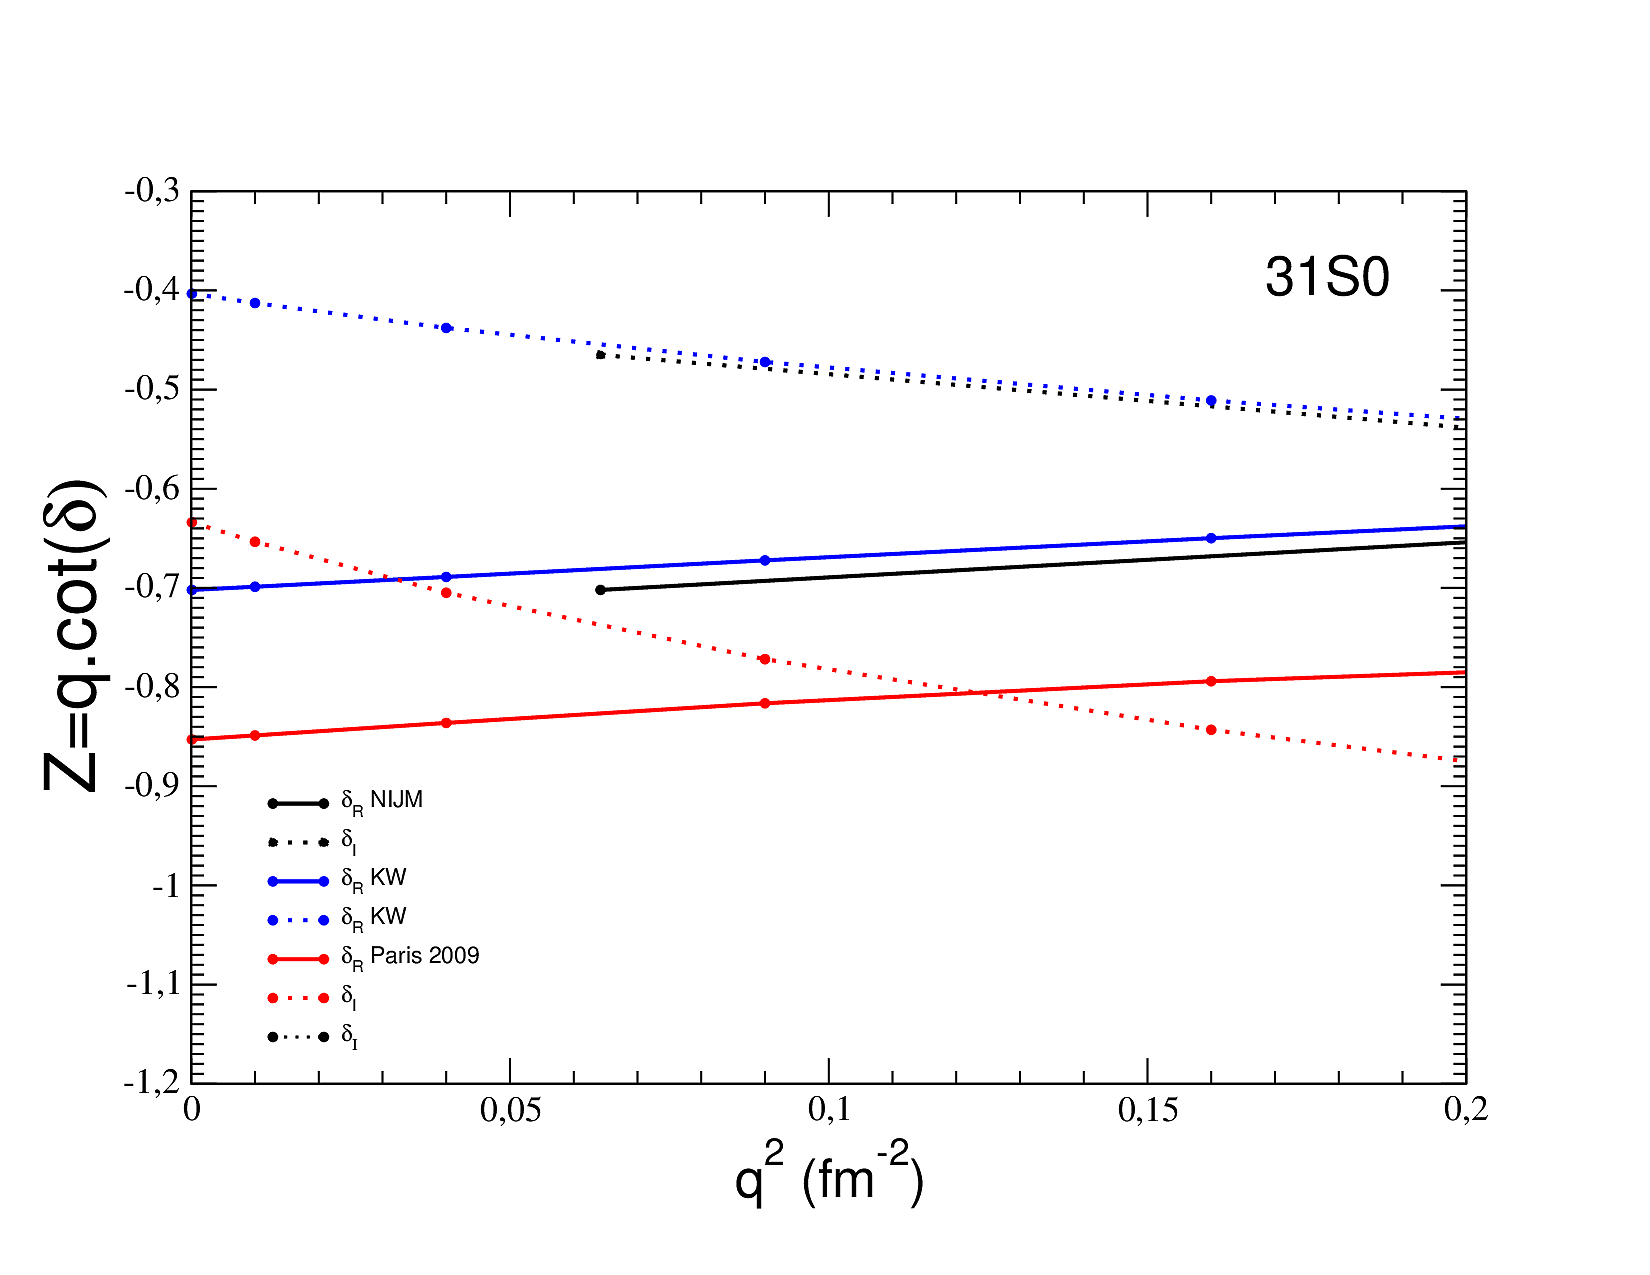 31S0
Z=q.cot(δ)
-0,3
-0,4
-0,5
-0,6
-0,7
-0,8
-0,9
-1
-1,1
-1,2
δR NIJM
δI
δR KW
δR KW
δR Paris 2009
δI
δI
0 0,05 0,1 0,15 0,2
q² (fm⁻²)